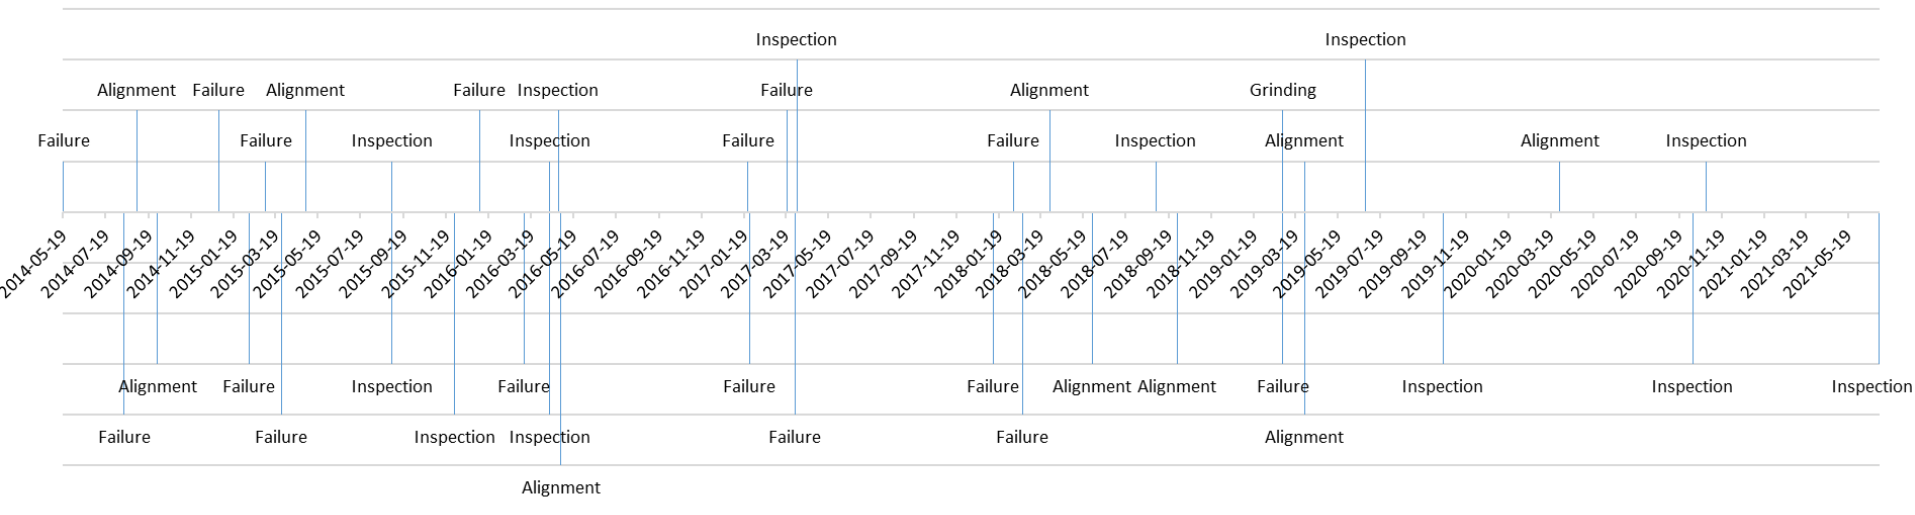 Inspection Inspection
Alignment Failure Alignment Failure Inspection Failure Alignment Grinding
Failure Failure Inspection Inspection Failure Failure Inspection Alignment Alignment Inspection
2014-05-19 2014-07-19 2014-09-19 2014-11-19 2015-01-19 2015-03-19 2015-05-19 2015-07-19 2015-09-19 2015-11-19 2016-01-19 2016-03-19 2016-05-19 2016-07-19 2016-09-19 2016-11-19 2017-01-19 2017-03-19 2017-05-19 2017-07-19 2017-09-19 2017-11-19 2018-01-19 2018-03-19 2018-05-19 2018-07-19 2018-09-19 2018-11-19 2019-01-19 2019-03-19 2019-05-19 2019-07-19 2019-09-19 2019-11-19 2020-01-19 2020-03-19 2020-05-19 2020-07-19 2020-09-19 2020-11-19 2021-01-19 2021-03-19 2021-05-19
Alignment Failure Inspection Failure Failure Failure Alignment Alignment Failure Inspection Inspection Inspection
Failure Failure Inspection Inspection Failure Failure Alignment
Alignment